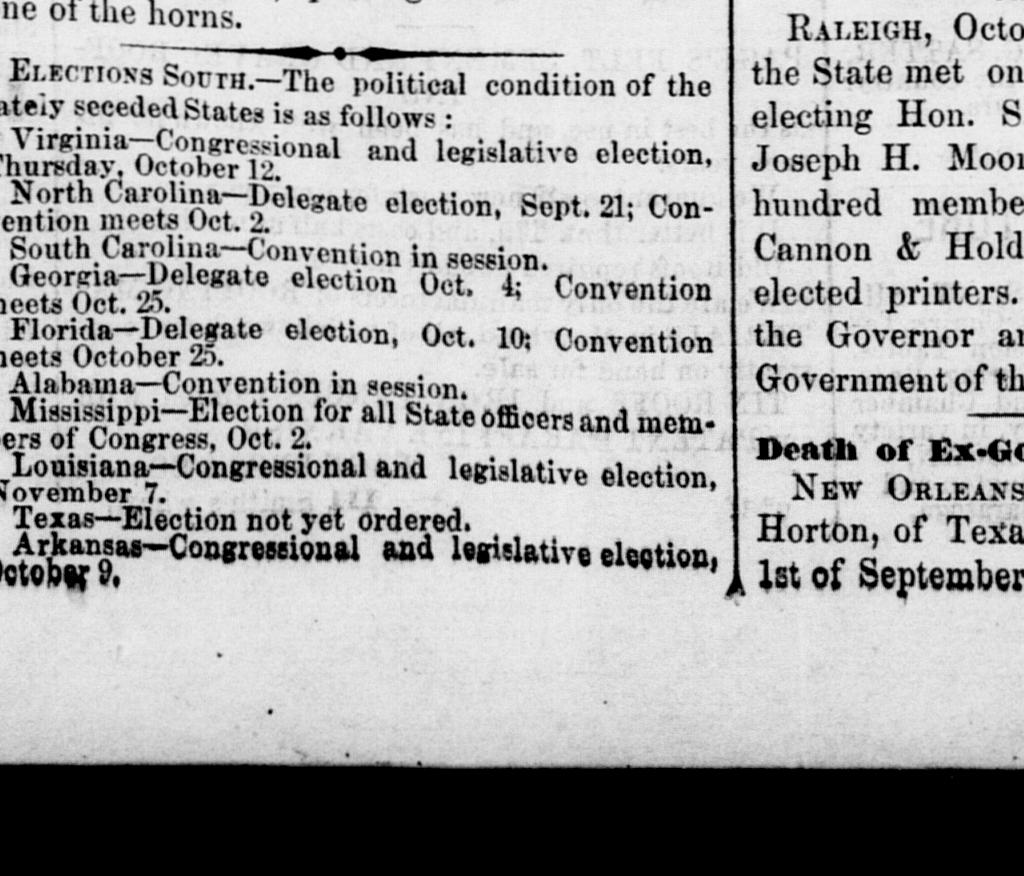 ne of the horns.
ELECTIONS SOUTH.—The political condition of the
ately seceded States is as follows :
Virginia—Congressional and legislative election,
Thursday, October 12.
North Carolina—Delegate election, Sept. 21; Con-
ention meets Oct. 2.
South Carolina—Convention in session.
Georgia—Delegate election Oct. 4; Convention
neets Oct. 25.
Florida—Delegate election, Oct. 10; Convention
neets October 25.
Alabama—Convention in session.
Mississippi—Election for all State officers and mem-
ers of Congress, Oct. 2.
Louisiana—Congressional and legislative election,
November 7.
Texas—Election not yet ordered.
Arkansas—Congressional and legislative election,
October 9.
RALEIGH, Octo
the State met on
electing Hon. S
Joseph H. Moor
hundred membe
Cannon & Hold
elected printers.
the Governor an
Government of th
Death of Ex-Go
NEW ORLEANS
Horton, of Texa
1st of September